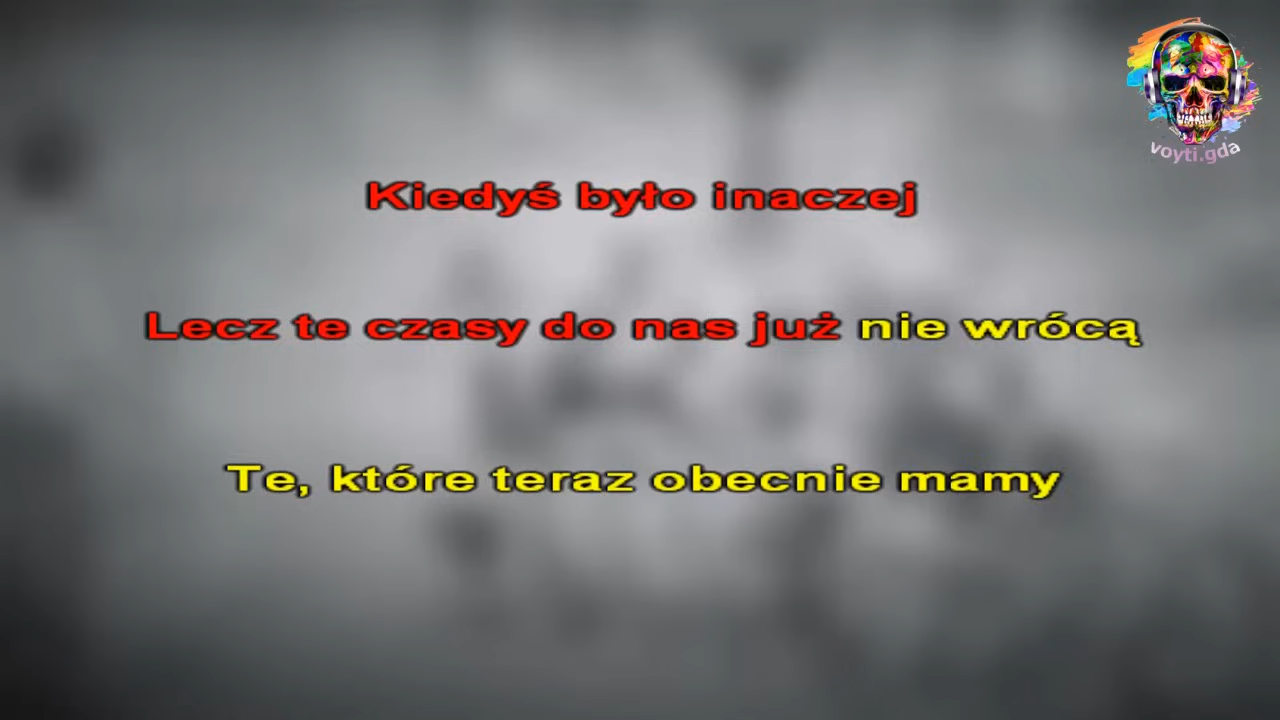 voyti.gda
Kiedyś było inaczej
Lecz te czasy do nas już nie wrócą
Te, które teraz obecnie mamy